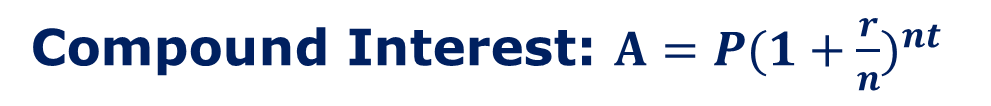 Compound Interest: A = P(1 + r/n)^nt